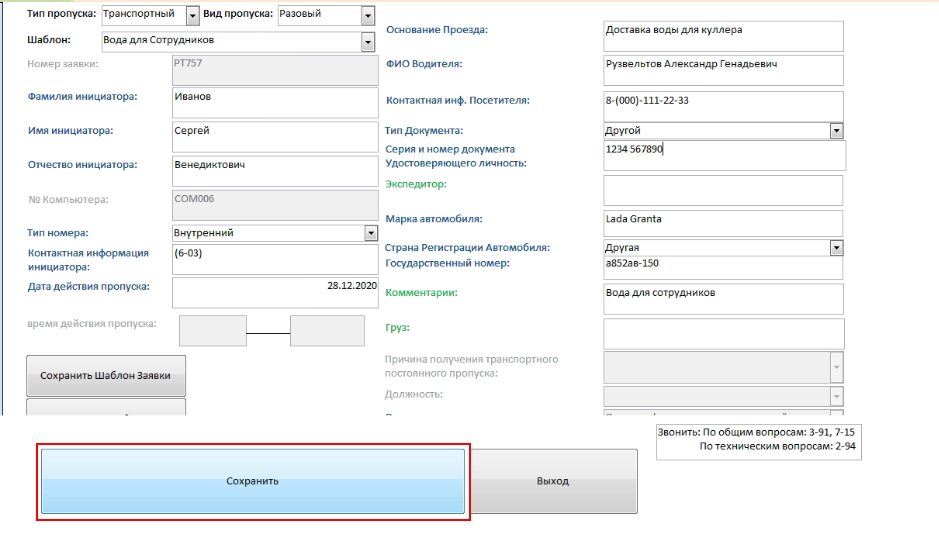 Тип пропуска: Транспортный Вид пропуска: Разовый
Шаблон: Вода для Сотрудников
Номер заявки: PT757
Фамилия инициатора: Иванов
Имя инициатора: Сергей
Отчество инициатора: Венедиктович
№ Компьютера: COM006
Тип номера: Внутренний
Контактная информация
инициатора: (6-03)
Дата действия пропуска: 28.12.2020
время действия пропуска:
Сохранить Шаблон Заявки
Основание Проезда: Доставка воды для куллера
ФИО Водителя: Рузвельтов Александр Генадьевич
Контактная инф. Посетителя: 8-(000)-111-22-33
Тип Документа: Другой
Серия и номер документа
Удостоверяющего личность: 1234 567890
Экспедитор:
Марка автомобиля: Lada Granta
Страна Регистрации Автомобиля: Другая
Государственный номер: а852ав-150
Комментарии: Вода для сотрудников
Груз:
Причина получения транспортного
постоянного пропуска:
Должность:
Звонить: По общим вопросам: 3-91, 7-15
По техническим вопросам: 2-94
Сохранить
Выход